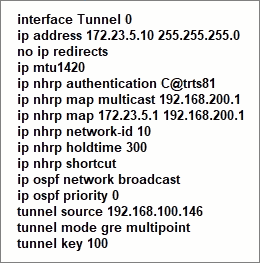 interface Tunnel 0
ip address 172.23.5.10 255.255.255.0
no ip redirects
ip mtu1420
ip nhrp authentication C@trts81
ip nhrp map multicast 192.168.200.1
ip nhrp map 172.23.5.1 192.168.200.1
ip nhrp network-id 10
ip nhrp holdtime 300
ip nhrp shortcut
ip ospf network broadcast
ip ospf priority 0
tunnel source 192.168.100.146
tunnel mode gre multipoint
tunnel key 100